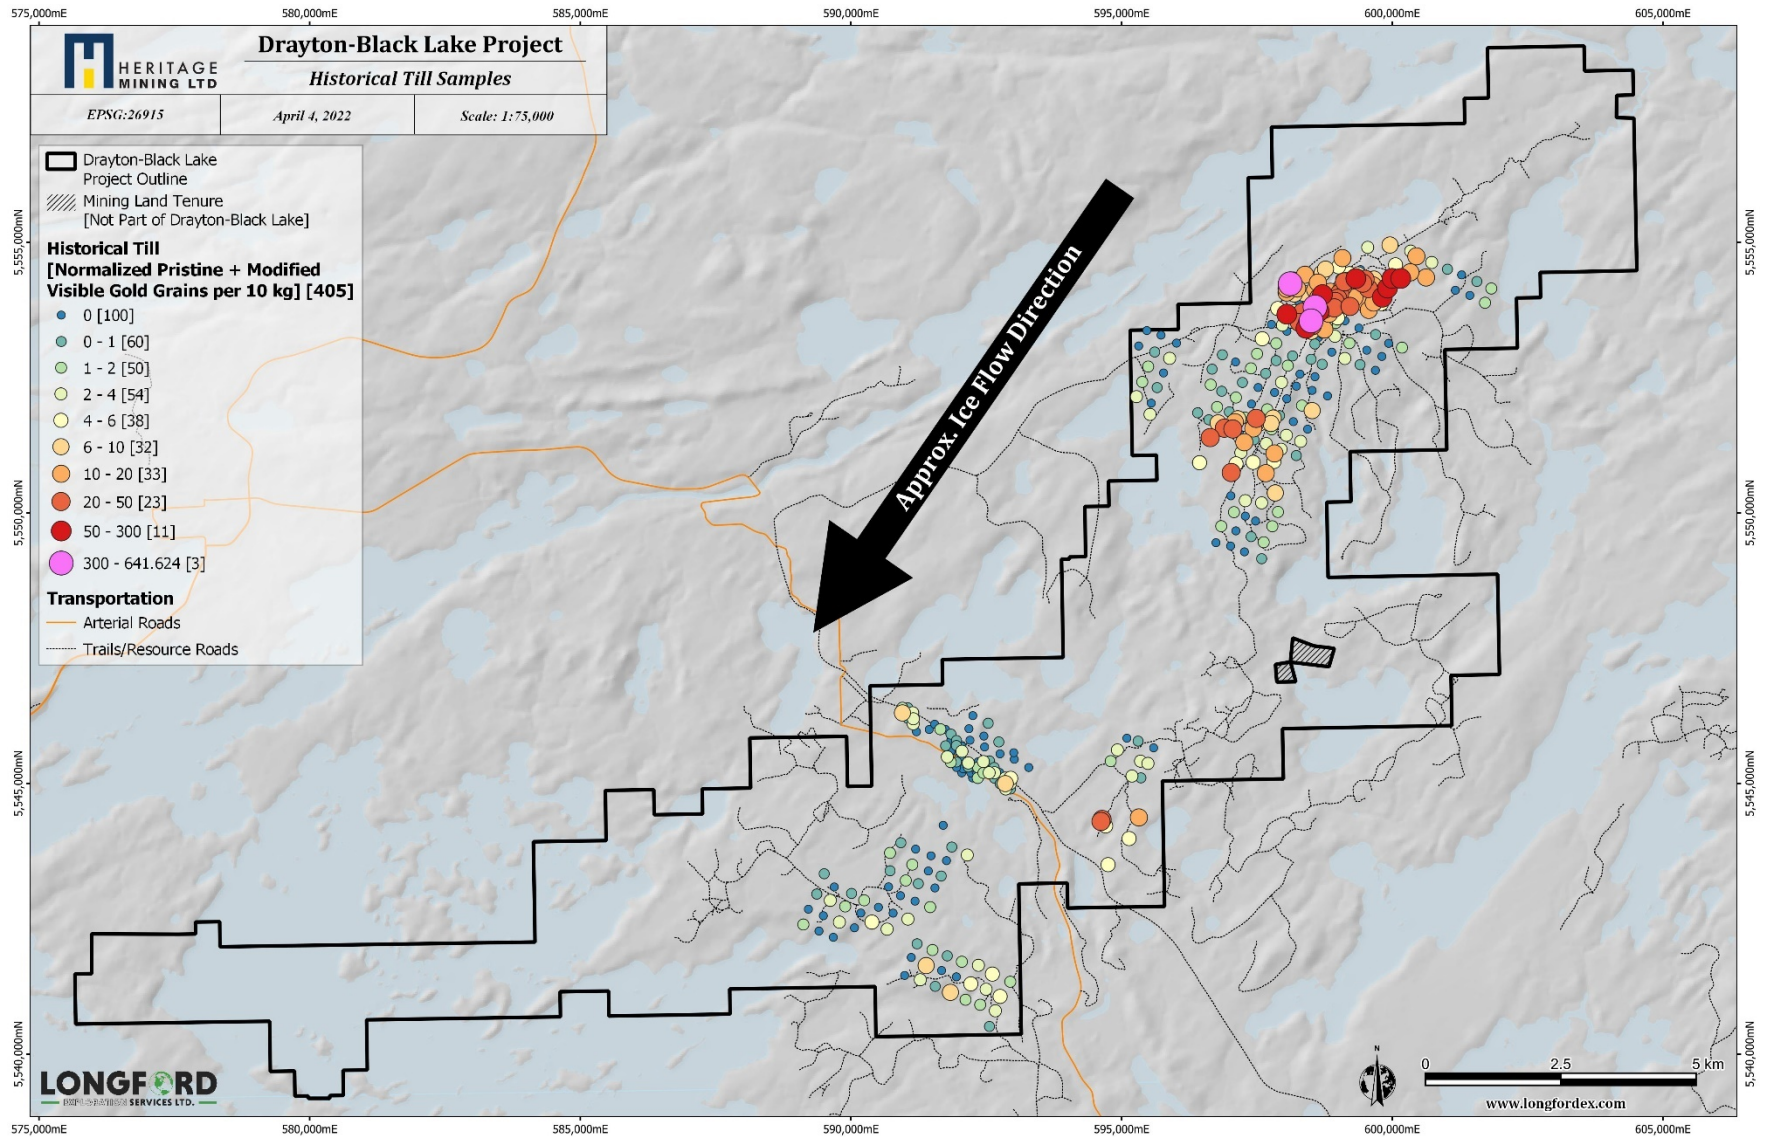 575,000mE 580,000mE 585,000mE 590,000mE 595,000mE 600,000mE 605,000mE
HERITAGE
MINING LTD
Drayton-Black Lake Project
Historical Till Samples
EPSG:26915
April 4, 2022
Scale: 1:75,000
Drayton-Black Lake
Project Outline
Mining Land Tenure
[Not Part of Drayton-Black Lake]
Historical Till
[Normalized Pristine + Modified
Visible Gold Grains per 10 kg] [405]
0 [100]
0 - 1 [60]
1 - 2 [50]
2 - 4 [54]
4 - 6 [38]
6 - 10 [32]
10 - 20 [33]
20 - 50 [23]
50 - 300 [11]
300 - 641.624 [3]
Transportation
Arterial Roads
Trails/Resource Roads
Approx. Ice Flow Direction
5,555,000mN
5,550,000mN
5,545,000mN
5,540,000mN
5,555,000mN
5,550,000mN
5,545,000mN
5,540,000mN
LONGFORD
EXPLORATION SERVICES LTD.
N
0 2.5 5 km
www.longfordex.com
575,000mE 580,000mE 585,000mE 590,000mE 595,000mE 600,000mE 605,000mE